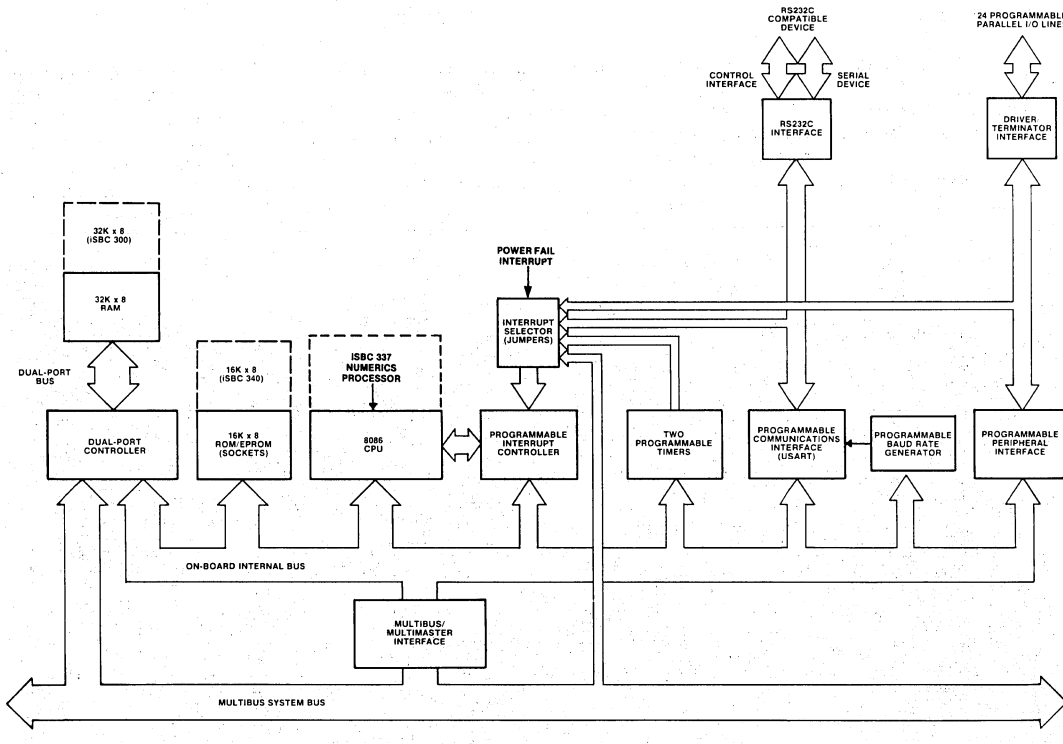 RS232C
COMPATIBLE
DEVICE
24 PROGRAMMABLE
PARALLEL I/O LINE
CONTROL
INTERFACE
SERIAL
DEVICE
RS232C
INTERFACE
DRIVER
TERMINATOR
INTERFACE
32K x 8
(iSBC 300)
32K x 8
RAM
POWER FAIL
INTERRUPT
INTERRUPT
SELECTOR
(JUMPERS)
DUAL-PORT
BUS
16K x 8
(iSBC 340)
ISBC 337
NUMERICS
PROCESSOR
DUAL-PORT
CONTROLLER
16K x 8
ROM/EPROM
(SOCKETS)
8086
CPU
PROGRAMMABLE
INTERRUPT
CONTROLLER
TWO
PROGRAMMABLE
TIMERS
PROGRAMMABLE
COMMUNICATIONS
INTERFACE
(USART)
PROGRAMMABLE
BAUD RATE
GENERATOR
PROGRAMMABLE
PERIPHERAL
INTERFACE
ON-BOARD INTERNAL BUS
MULTIBUS/
MULTIMASTER
INTERFACE
MULTIBUS SYSTEM BUS